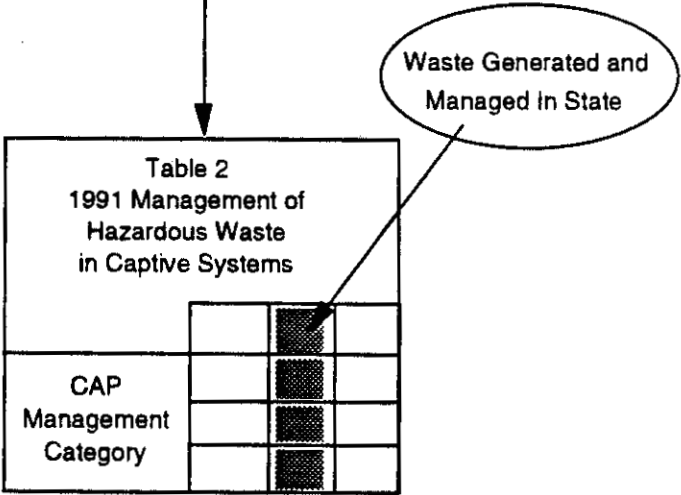 Waste Generated and
Managed In State
Table 2
1991 Management of
Hazardous Waste
in Captive Systems
CAP
Management
Category